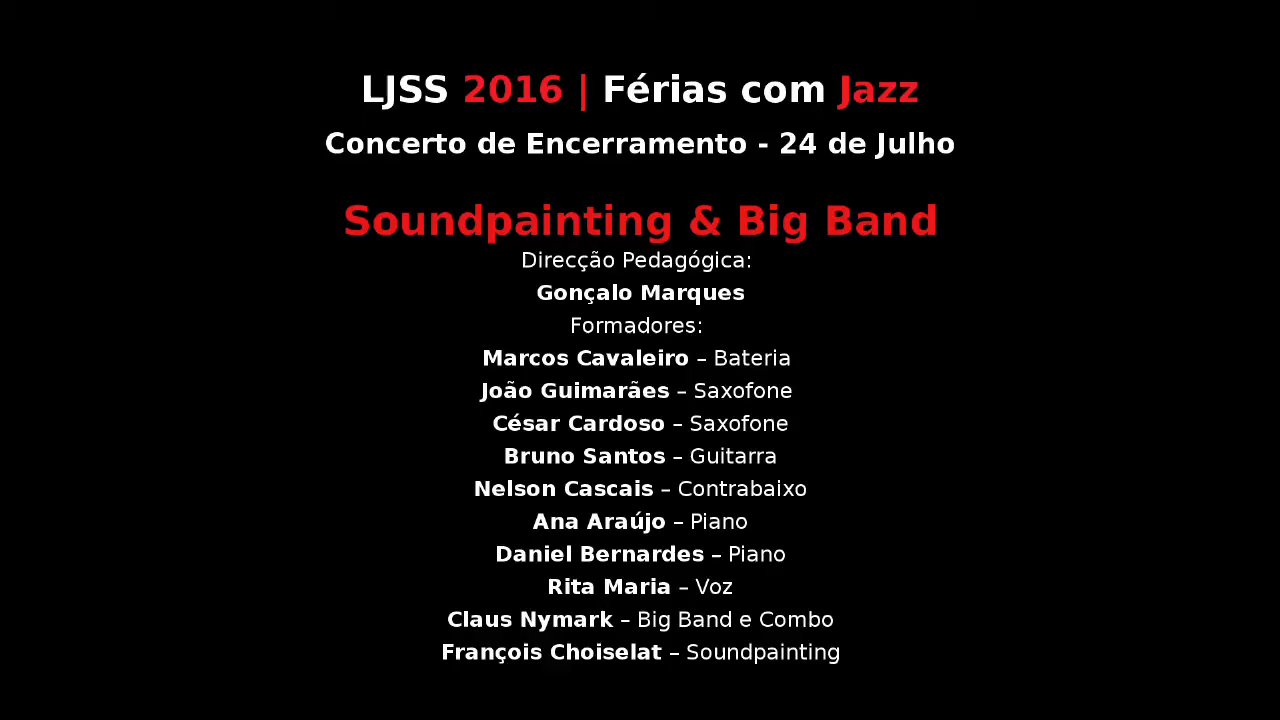 LJSS 2016 | Férias com Jazz
Concerto de Encerramento - 24 de Julho
Soundpainting & Big Band
Direcção Pedagógica:
Gonçalo Marques
Formadores:
Marcos Cavaleiro – Bateria
João Guimarães – Saxofone
César Cardoso – Saxofone
Bruno Santos – Guitarra
Nelson Cascais – Contrabaixo
Ana Araújo – Piano
Daniel Bernardes – Piano
Rita Maria – Voz
Claus Nymark – Big Band e Combo
François Choiselat – Soundpainting